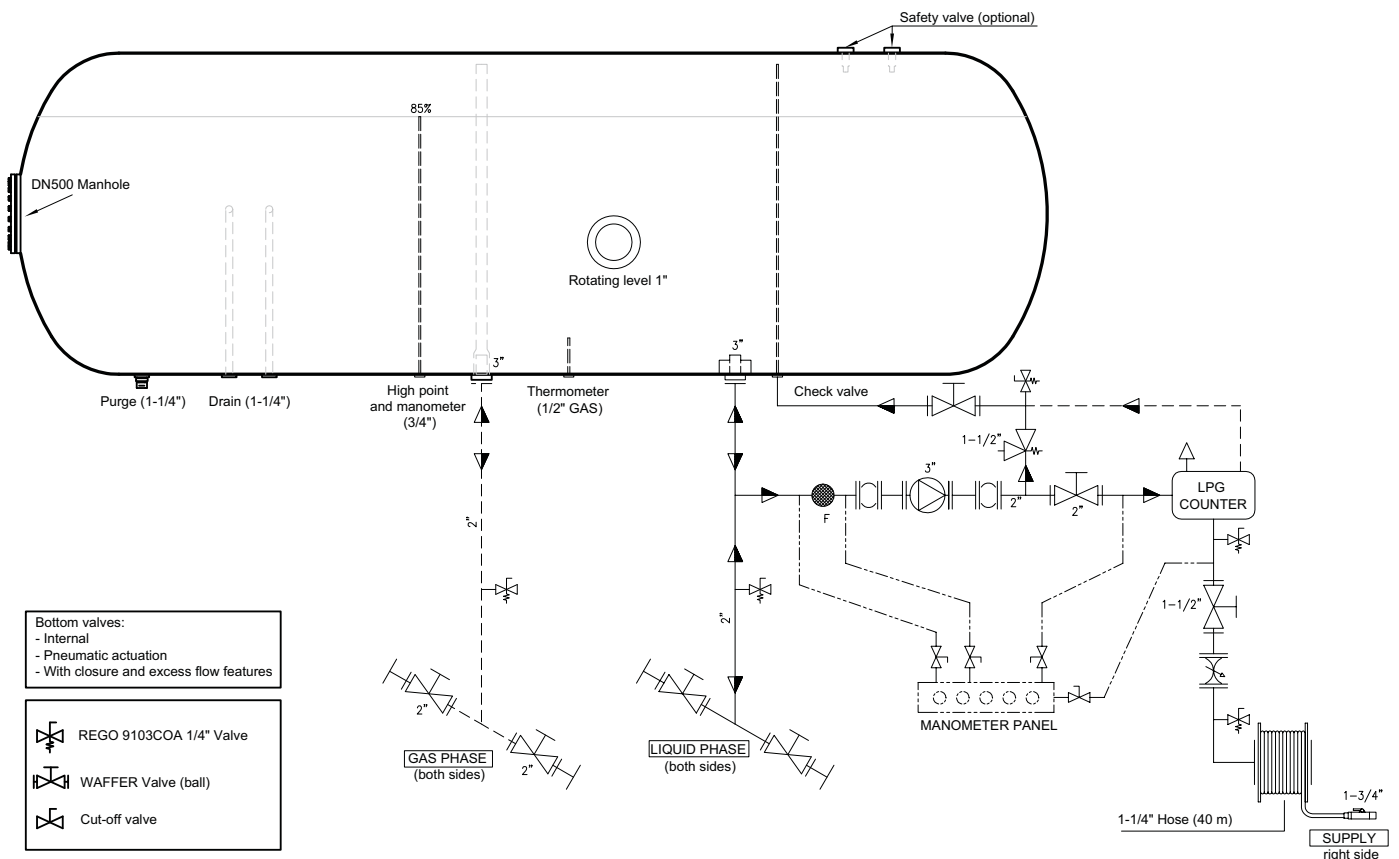 Safety valve (optional)
85%
DN500 Manhole
Rotating level 1"
3"
3"
Purge (1-1/4")
Drain (1-1/4")
High point
and manometer
(3/4")
Thermometer
(1/2" GAS)
Check valve
1-1/2"
3"
2"
2"
F
LPG
COUNTER
2"
2"
1-1/2"
Bottom valves:
- Internal
- Pneumatic actuation
- With closure and excess flow features
REGO 9103COA 1/4" Valve
WAFFER Valve (ball)
Cut-off valve
2"
2"
GAS PHASE
(both sides)
LIQUID PHASE
(both sides)
MANOMETER PANEL
1-3/4"
1-1/4" Hose (40 m)
SUPPLY
right side